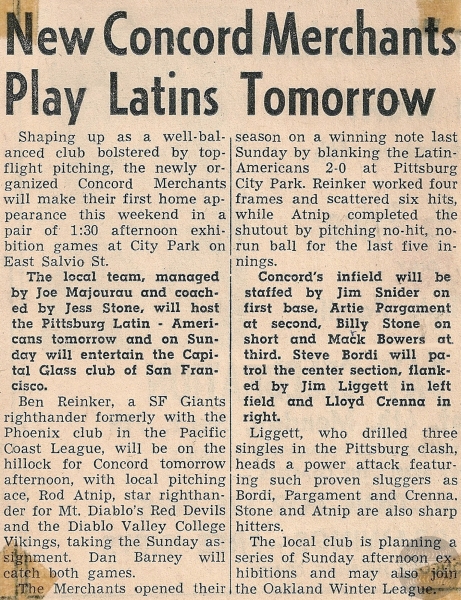 New Concord Merchants
Play Latins Tomorrow
Shaping up as a well-bal-
anced club bolstered by top-
flight pitching, the newly or-
ganized Concord Merchants
will make their first home ap-
pearance this weekend in a
pair of 1:30 afternoon exhi-
bition games at City Park on
East Salvio St.
The local team, managed
by Joe Majourau and coach-
ed by Jess Stone, will host
the Pittsburg Latin - Ameri-
cans tomorrow and on Sun-
day will entertain the Capi-
tal Glass club of San Fran-
cisco.
Ben Reinker, a SF Giants
righthander formerly with the
Phoenix club in the Pacific
Coast League, will be on the
hillock for Concord tomorrow
afternoon, with local pitching
ace, Rod Atnip, star righthan-
der for Mt. Diablo's Red Devils
and the Diablo Valley College
Vikings, taking the Sunday as-
signment. Dan Barney will
catch both games.
The Merchants opened their
season on a winning note last
Sunday by blanking the Latin-
Americans 2-0 at Pittsburg
City Park. Reinker worked four
frames and scattered six hits,
while Atnip completed the
shutout by pitching no-hit, no-
run ball for the last five in-
nings.
Concord's infield will be
staffed by Jim Snider on
first base, Artie Pargament
at second, Billy Stone on
short and Mack Bowers at
third. Steve Bordi will pa-
trol the center section, flank-
ed by Jim Liggett in left
field and Lloyd Crenna in
right.
Liggett, who drilled three
singles in the Pittsburg clash,
heads a power attack featur-
ing such proven sluggers as
Bordi, Pargament and Crenna.
Stone and Atnip are also sharp
hitters.
The local club is planning a
series of Sunday afternoon ex-
hibitions and may also join
the Oakland Winter League.